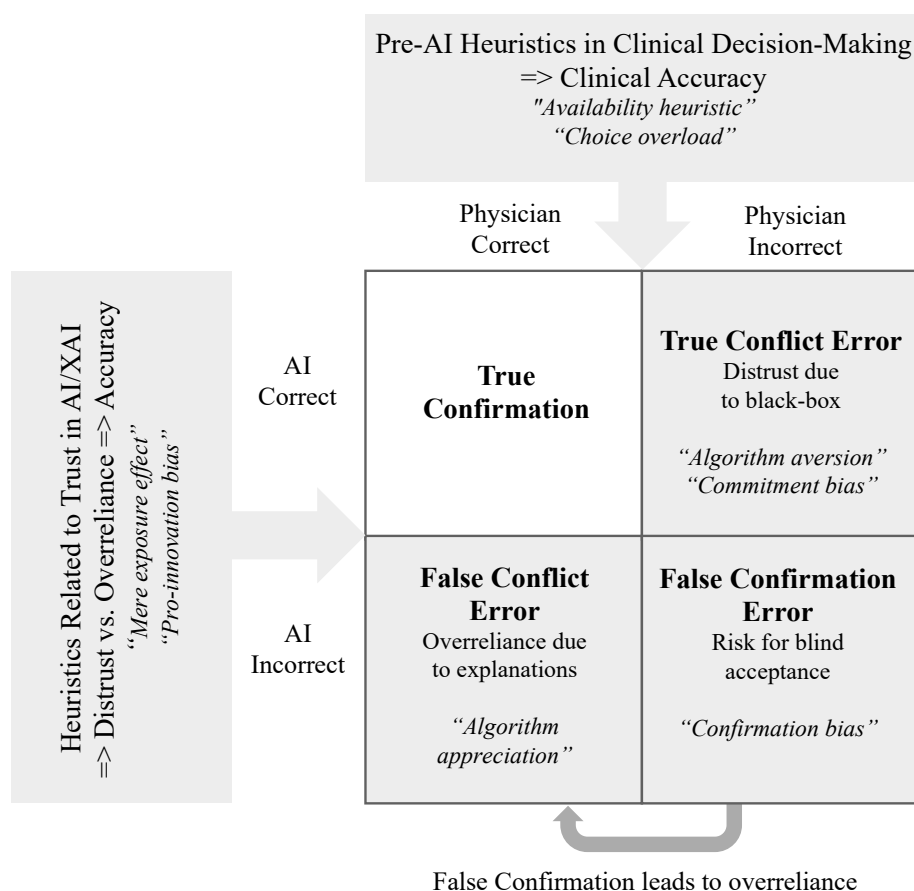 Pre-AI Heuristics in Clinical Decision-Making
=> Clinical Accuracy
"Availability heuristic”
“Choice overload”
Physician
Correct
Physician
Incorrect
Heuristics Related to Trust in AI/XAI
=> Distrust vs. Overreliance => Accuracy
“Mere exposure effect”
“Pro-innovation bias”
AI
Correct
True
Confirmation
True Conflict Error
Distrust due
to black-box
“Algorithm aversion”
“Commitment bias”
AI
Incorrect
False Conflict
Error
Overreliance due
to explanations
“Algorithm
appreciation”
False Confirmation
Error
Risk for blind
acceptance
“Confirmation bias”
False Confirmation leads to overreliance